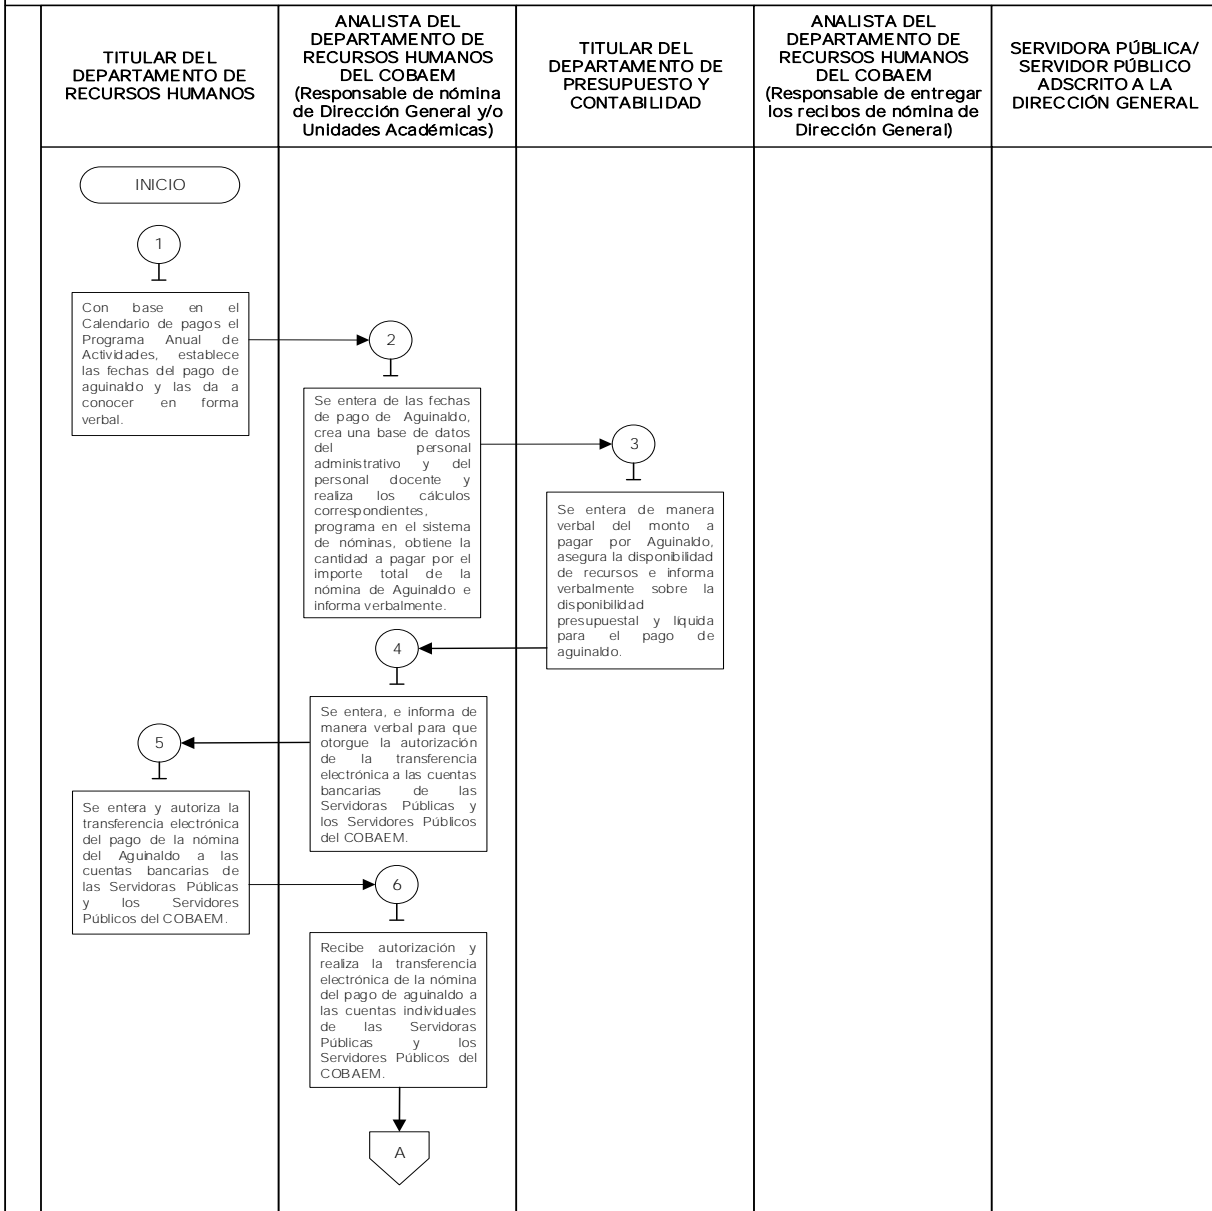 TITULAR DEL
DEPARTAMENTO DE
RECURSOS HUMANOS
ANALISTA DEL
DEPARTAMENTO DE
RECURSOS HUMANOS
DEL COBAEM
(Responsable de nómina
de Dirección General y/o
Unidades Académicas)
TITULAR DEL
DEPARTAMENTO DE
PRESUPUESTO Y
CONTABILIDAD
ANALISTA DEL
DEPARTAMENTO DE
RECURSOS HUMANOS
DEL COBAEM
(Responsable de entregar
los recibos de nómina de
Dirección General)
SERVIDORA PÚBLICA/
SERVIDOR PÚBLICO
ADSCRITO A LA
DIRECCIÓN GENERAL
INICIO
1
Con base en el
Calendario de pagos el
Programa Anual de
Actividades, establece
las fechas del pago de
aguinaldo y las da a
conocer en forma
verbal.
2
Se entera de las fechas
de pago de Aguinaldo,
crea una base de datos
del personal
administrativo y del
personal docente y
realiza los cálculos
correspondientes,
programa en el sistema
de nóminas, obtiene la
cantidad a pagar por el
importe total de la
nómina de Aguinaldo e
informa verbalmente.
3
Se entera de manera
verbal del monto a
pagar por Aguinaldo,
asegura la disponibilidad
de recursos e informa
verbalmente sobre la
disponibilidad
presupuestal y líquida
para el pago de
aguinaldo.
4
Se entera, e informa de
manera verbal para que
otorgue la autorización
de la transferencia
electrónica a las cuentas
bancarias de las
Servidoras Públicas y
los Servidores Públicos
del COBAEM.
5
Se entera y autoriza la
transferencia electrónica
del pago de la nómina
del Aguinaldo a las
cuentas bancarias de
las Servidoras Públicas
y los Servidores
Públicos del COBAEM.
6
Recibe autorización y
realiza la transferencia
electrónica de la nómina
del pago de aguinaldo a
las cuentas individuales
de las Servidoras
Públicas y los
Servidores Públicos del
COBAEM.
A